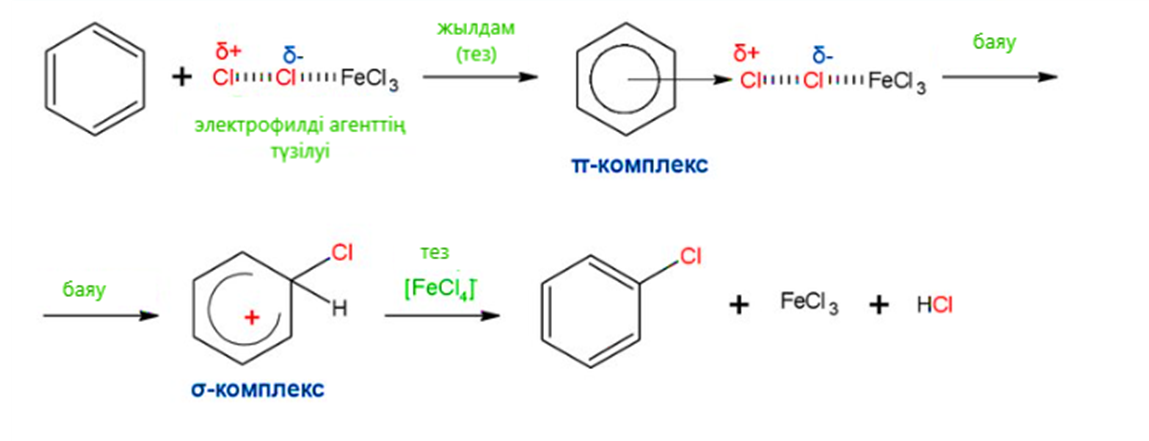 δ+ δ-
+ Cl Cl FeCl3
электрофилді агенттің
түзілуі
жылдам
(тез)
δ+ δ-
Cl Cl FeCl3
π-комплекс
баяу
баяу
Cl
H
+
σ-комплекс
тез
[FeCl4]-
Cl
+ FeCl3 + HCl